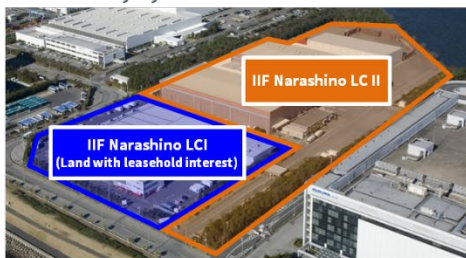 IIF Narashino LC II
IIF Narashino LCI
(Land with leasehold interest)